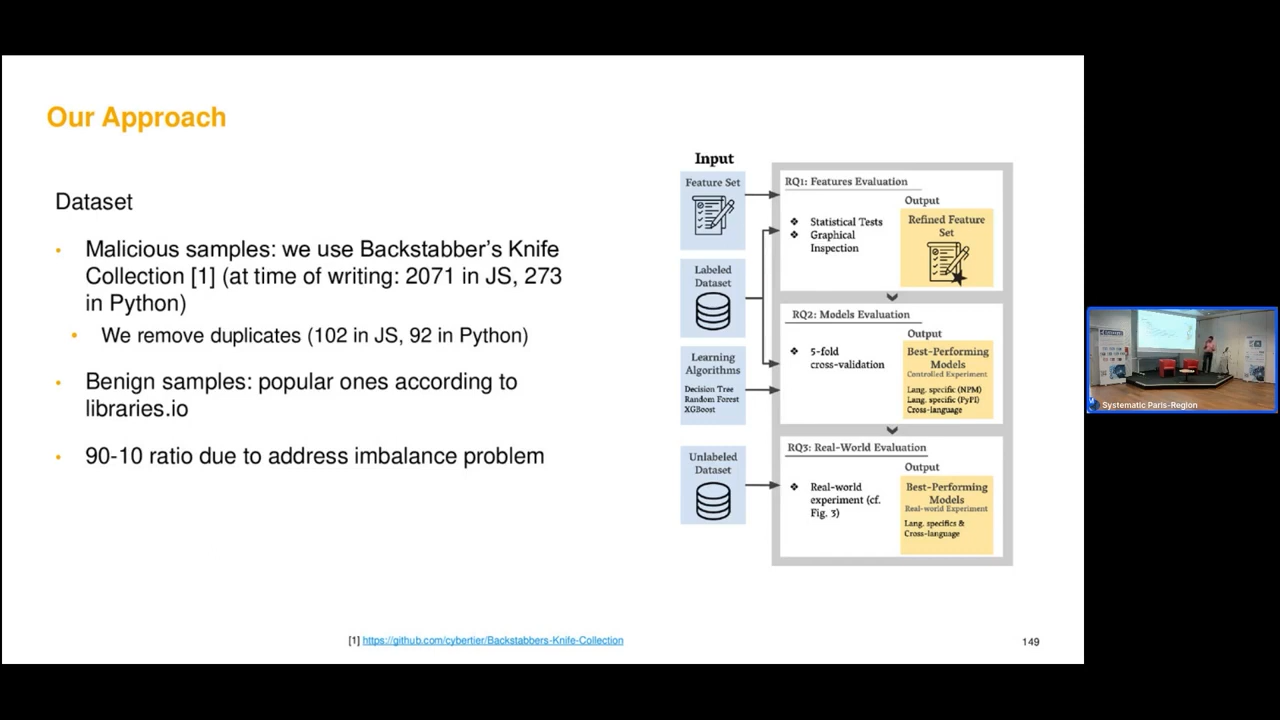 Our Approach
Dataset
• Malicious samples: we use Backstabber's Knife
Collection [1] (at time of writing: 2071 in JS, 273
in Python)
• We remove duplicates (102 in JS, 92 in Python)
• Benign samples: popular ones according to
libraries.io
• 90-10 ratio due to address imbalance problem
Input
Feature Set
Labeled
Dataset
Learning
Algorithms
Decision Tree
Random Forest
XGBoost
Unlabeled
Dataset
RQ1: Features Evaluation
❖ Statistical Tests
❖ Graphical
Inspection
Output
Refined Feature
Set
RQ2: Models Evaluation
❖ 5-fold
cross-validation
Output
Best-Performing
Models
Controlled Experiment
Lang. specific (NPM)
Lang. specific (PyPI)
Cross-language
RQ3: Real-World Evaluation
❖ Real-world
experiment (cf.
Fig. 3)
Output
Best-Performing
Models
Real-world Experiment
Lang. specifics &
Cross-language
[1] https://github.com/cybertier/Backstabbers-Knife-Collection
149
Systematic Paris-Region